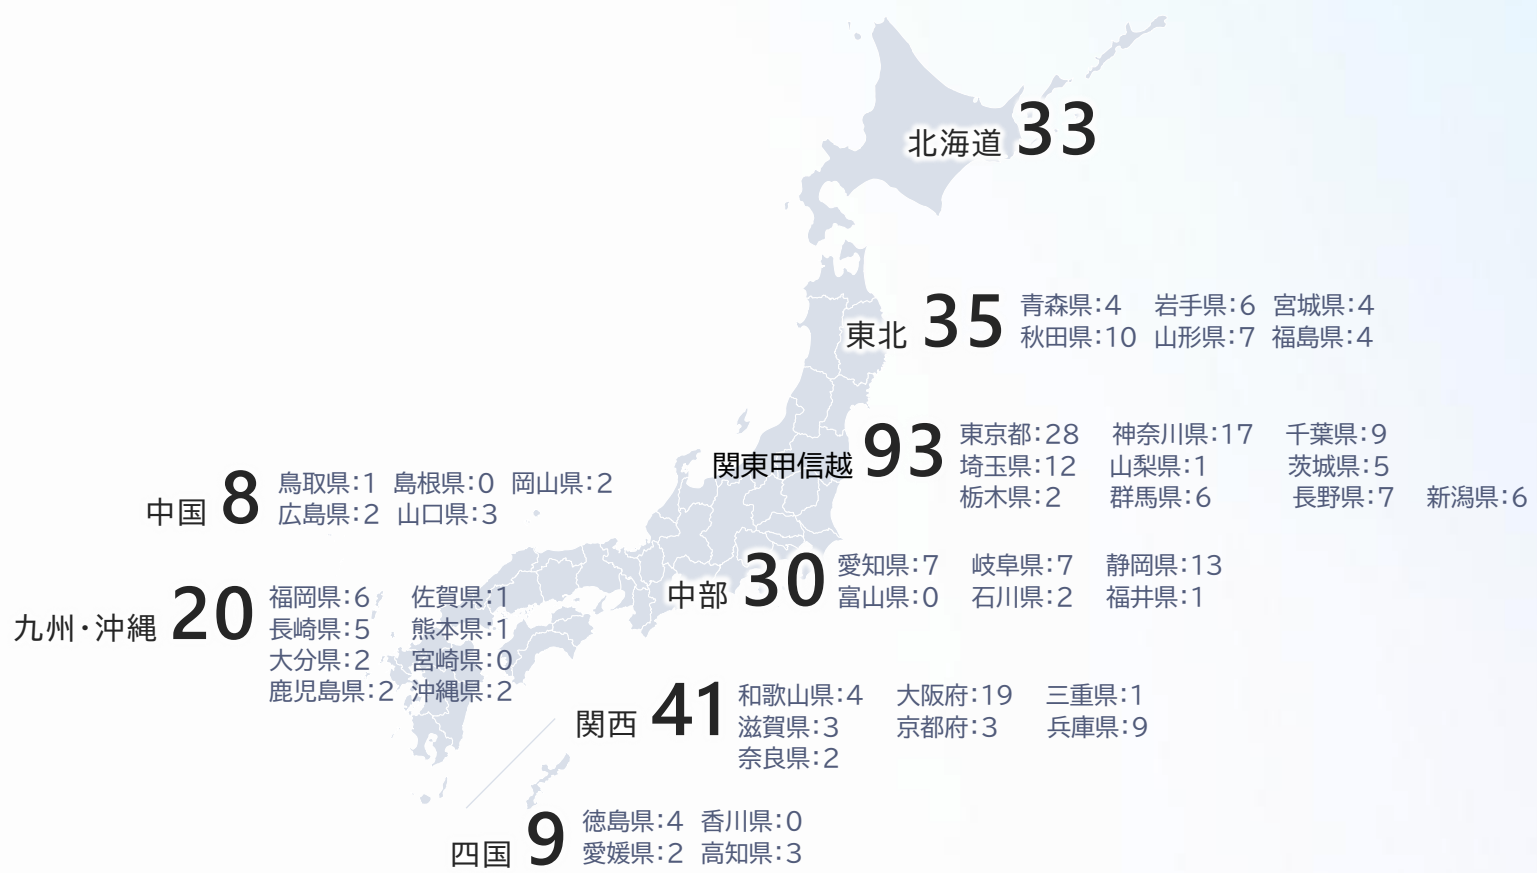 北海道 33
東北 35
青森県:4 岩手県:6 宮城県:4
秋田県:10 山形県:7 福島県:4
関東甲信越 93
東京都:28 神奈川県:17 千葉県:9
埼玉県:12 山梨県:1 茨城県:5
栃木県:2 群馬県:6 長野県:7 新潟県:6
中国 8
鳥取県:1 島根県:0 岡山県:2
広島県:2 山口県:3
中部 30
愛知県:7 岐阜県:7 静岡県:13
富山県:0 石川県:2 福井県:1
九州・沖縄 20
福岡県:6 佐賀県:1
長崎県:5 熊本県:1
大分県:2 宮崎県:0
鹿児島県:2 沖縄県:2
関西 41
和歌山県:4 大阪府:19 三重県:1
滋賀県:3 京都府:3 兵庫県:9
奈良県:2
四国 9
徳島県:4 香川県:0
愛媛県:2 高知県:3